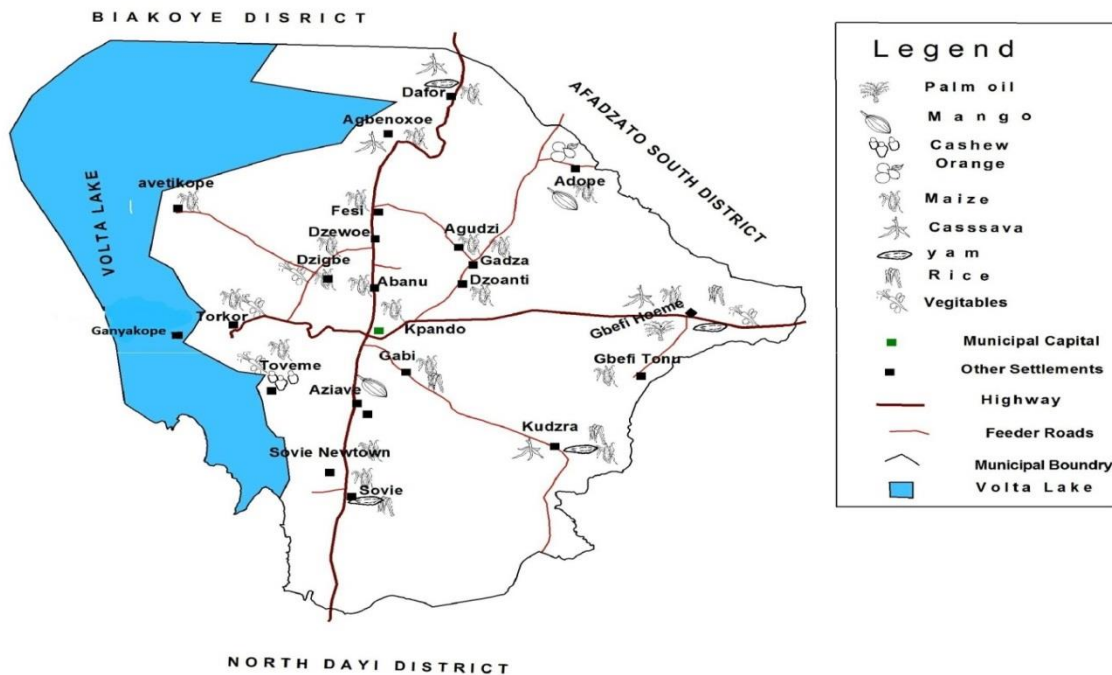 BIAKOYE DISRICT
Dafor
Agbenoxoe
AFADZATO SOUTH DISTRICT
Adope
avetikope
VOLTA LAKE
Fesi
Dzewoe
Agudzi
Dzigbe
Gadza
Abanu
Dzoanti
Gbefi Hoeme
Torkor
Kpando
Ganyakope
Gabi
Gbefi Tonu
Toveme
Aziave
Kudzra
Sovie Newtown
Sovie
NORTH DAYI DISTRICT
Legend
Palm oil
Mango
Cashew
Orange
Maize
Casssava
yam
Rice
Vegitables
Municipal Capital
Other Settlements
Highway
Feeder Roads
Municipal Boundry
Volta Lake